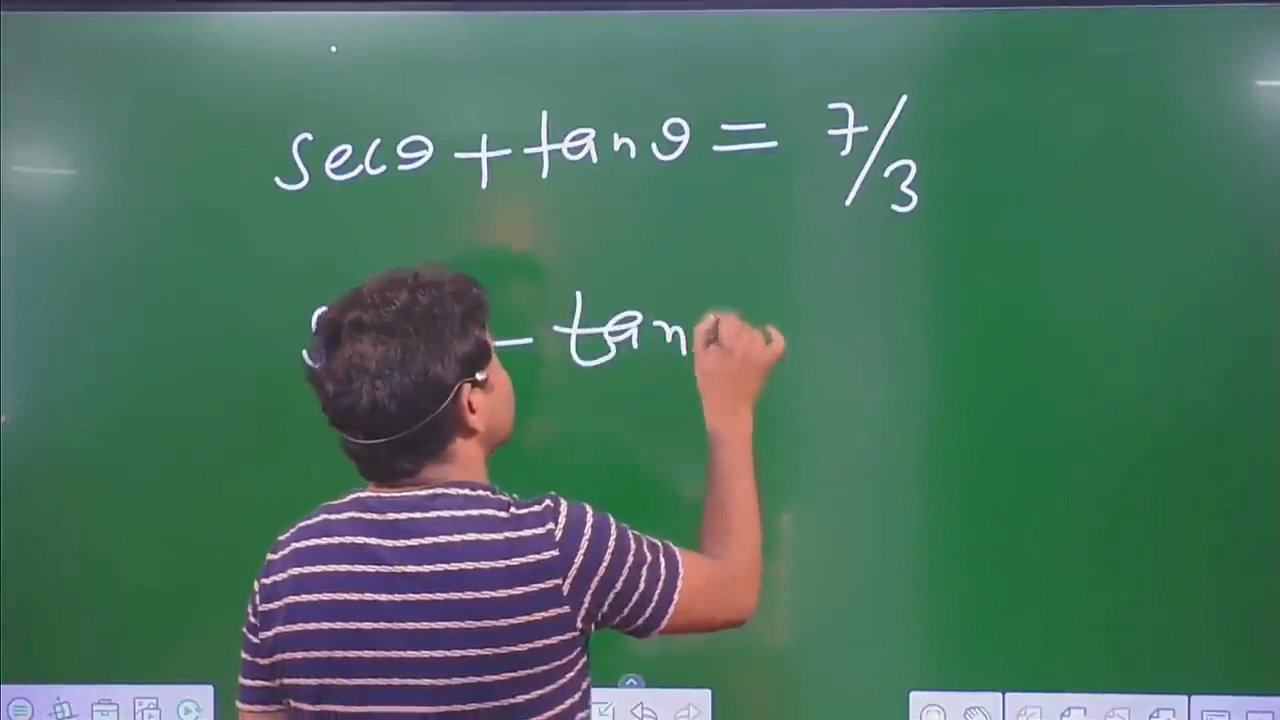 secθ + tanθ = 7/3
- tan